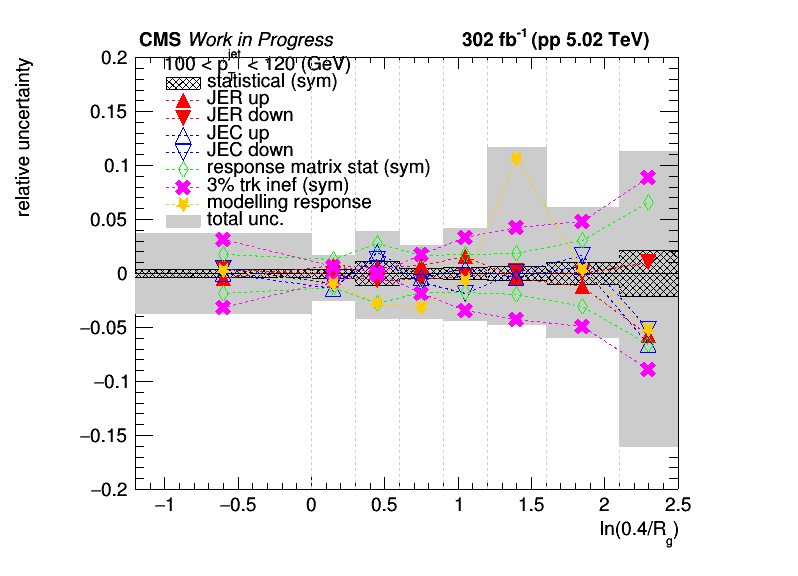 CMS Work in Progress 302 fb-1 (pp 5.02 TeV)
relative uncertainty
100 < pTjet < 120 (GeV)
statistical (sym)
JER up
JER down
JEC up
JEC down
response matrix stat (sym)
3% trk inef (sym)
modelling response
total unc.
0.2
0.15
0.1
0.05
0
−0.05
−0.1
−0.15
−0.2
−1 −0.5 0 0.5 1 1.5 2 2.5
ln(0.4/Rg)